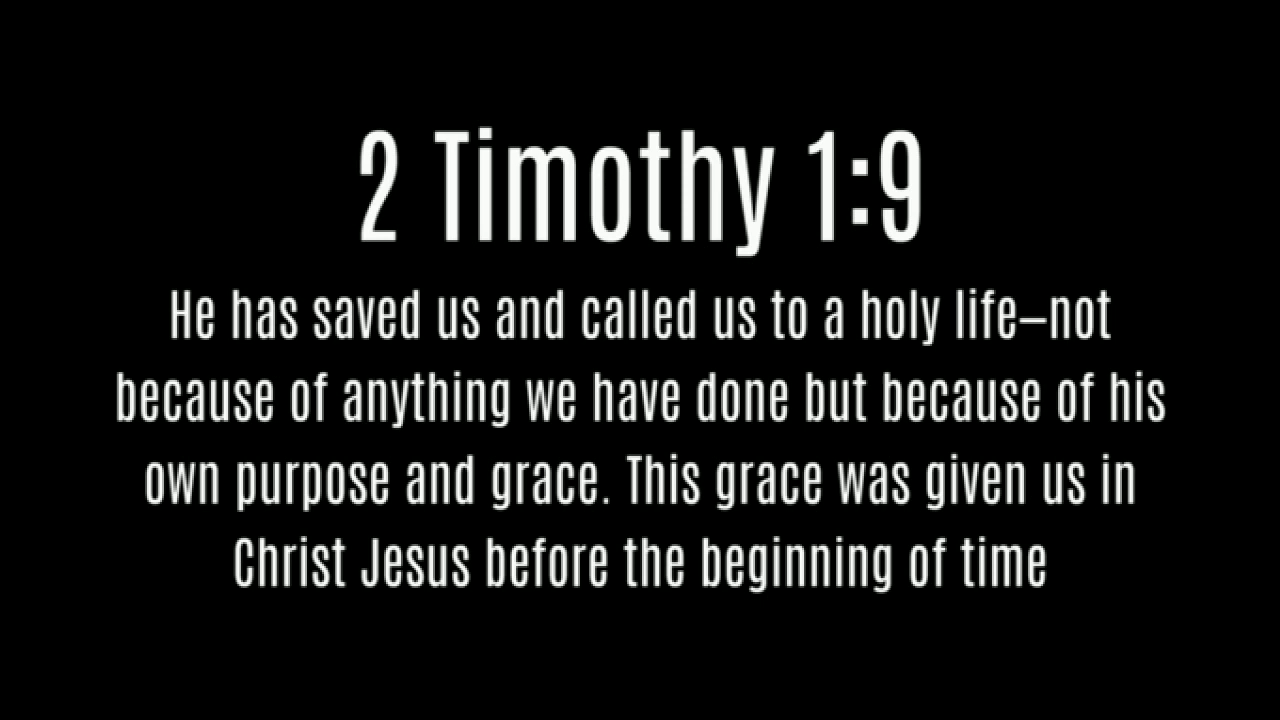 2 Timothy 1:9
He has saved us and called us to a holy life–not
because of anything we have done but because of his
own purpose and grace. This grace was given us in
Christ Jesus before the beginning of time